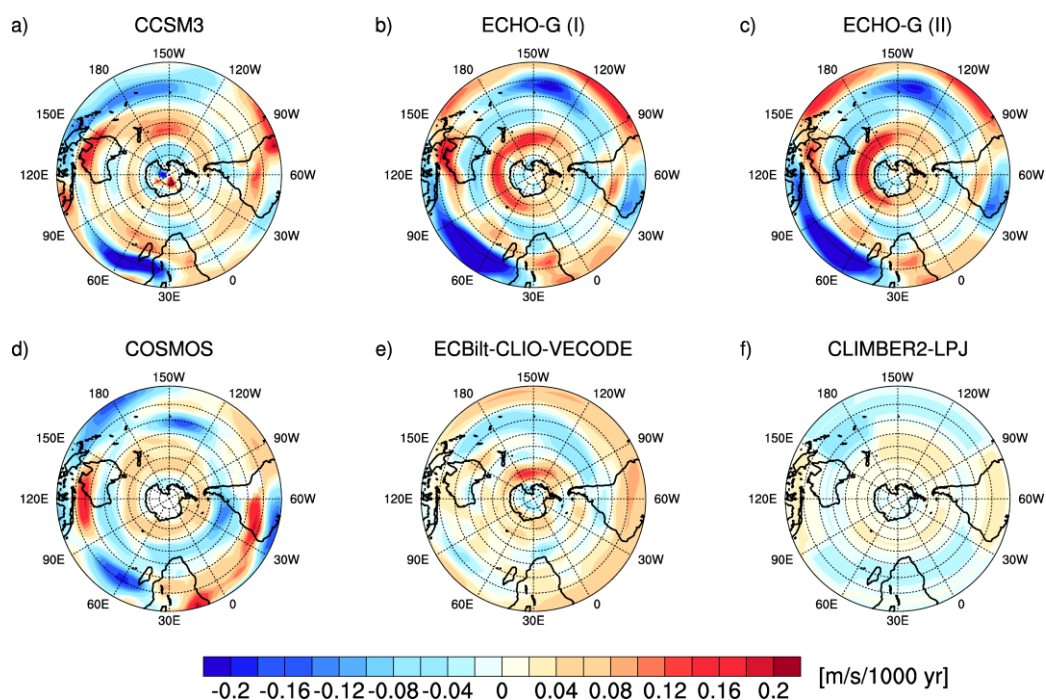 a) CCSM3
b) ECHO-G (I)
c) ECHO-G (II)
150W
180 120W
150E 90W
120E 60W
90E 30W
60E 0
30E
150W
180 120W
150E 90W
120E 60W
90E 30W
60E 0
30E
150W
180 120W
150E 90W
120E 60W
90E 30W
60E 0
30E
d) COSMOS
e) ECBilt-CLIO-VECODE
f) CLIMBER2-LPJ
150W
180 120W
150E 90W
120E 60W
90E 30W
60E 0
30E
150W
180 120W
150E 90W
120E 60W
90E 30W
60E 0
30E
150W
180 120W
150E 90W
120E 60W
90E 30W
60E 0
30E
-0.2 -0.16 -0.12 -0.08 -0.04 0 0.04 0.08 0.12 0.16 0.2 [m/s/1000 yr]